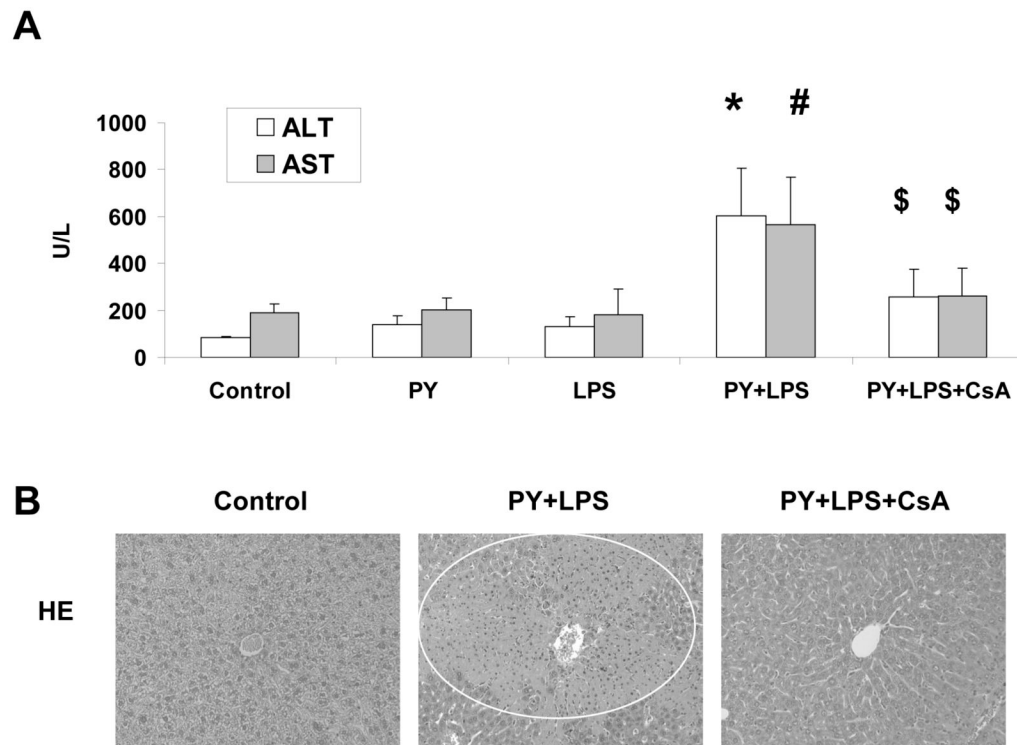 A
* #
1000
ALT
800
AST
600
$ $
U/L
400
200
0
Control PY LPS PY+LPS PY+LPS+CsA
B
Control PY+LPS PY+LPS+CsA
HE